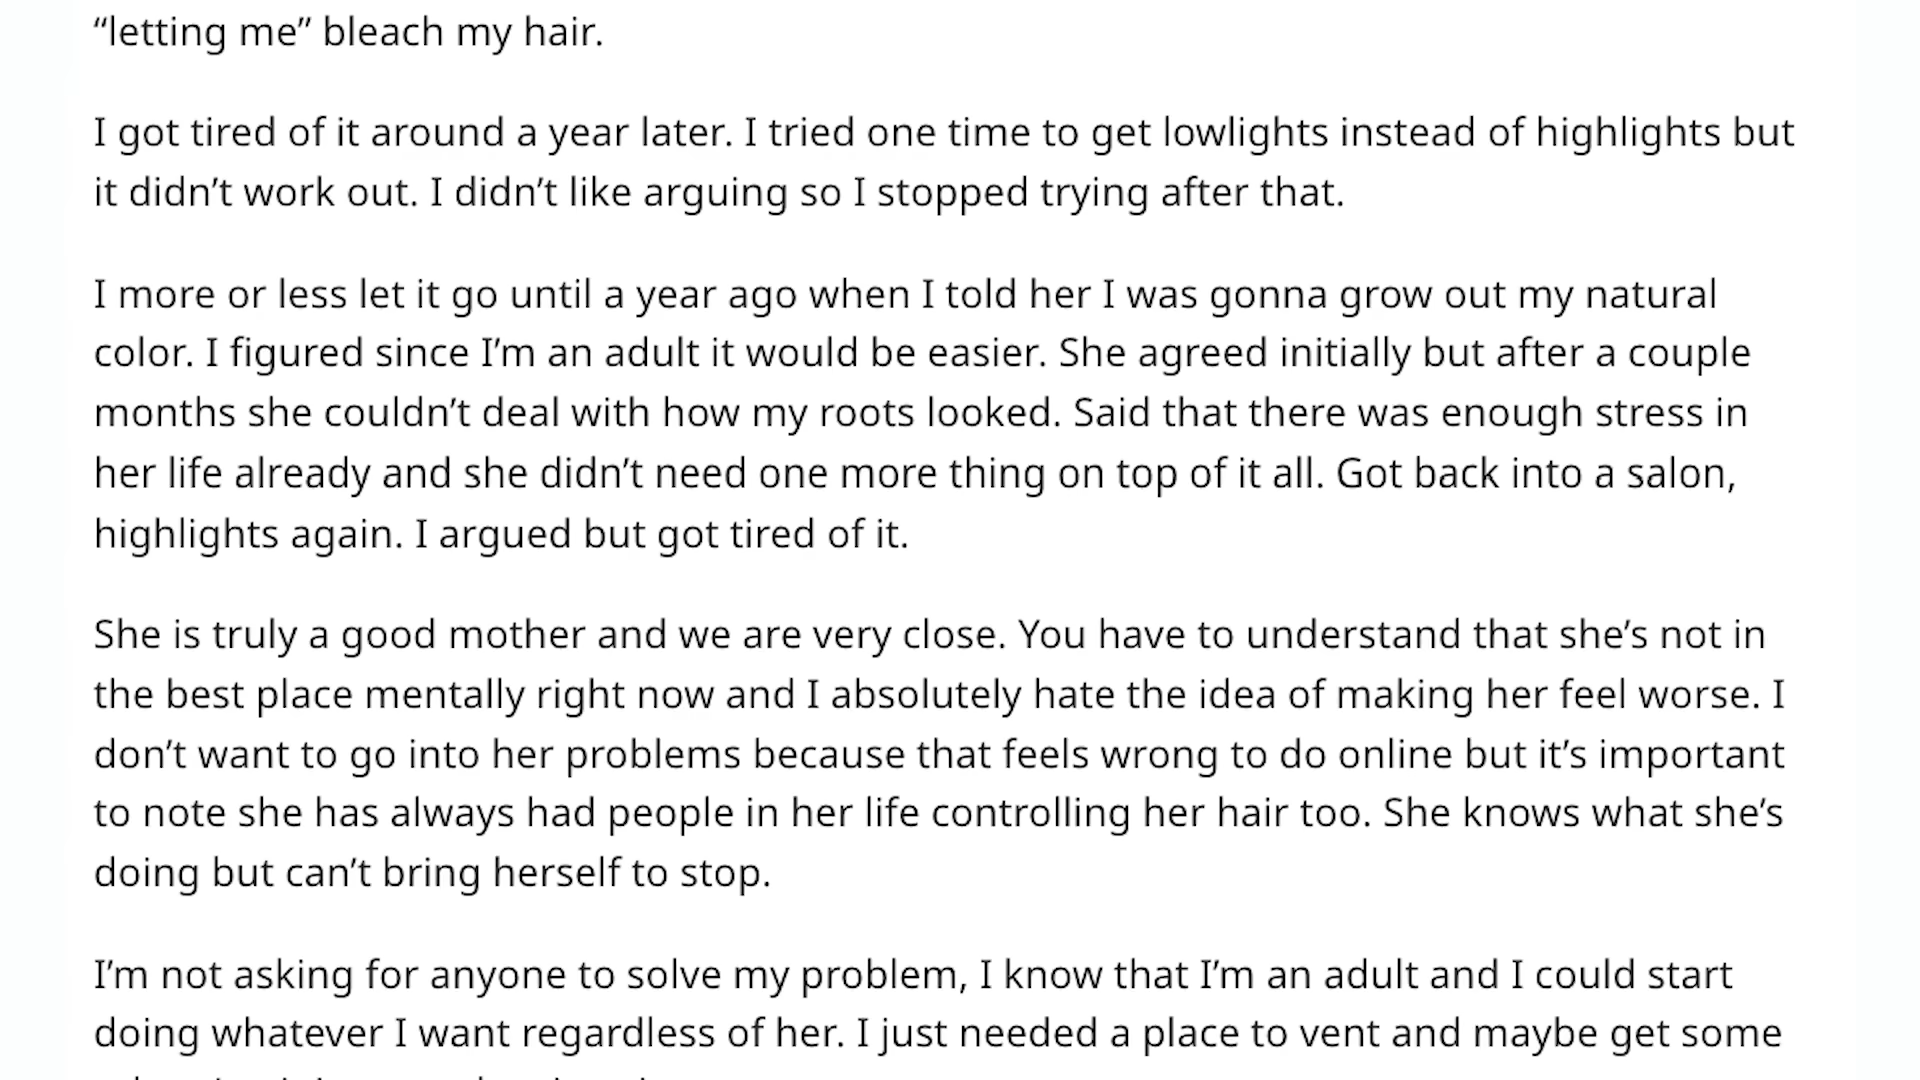 “letting me” bleach my hair.
I got tired of it around a year later. I tried one time to get lowlights instead of highlights but
it didn’t work out. I didn’t like arguing so I stopped trying after that.
I more or less let it go until a year ago when I told her I was gonna grow out my natural
color. I figured since I’m an adult it would be easier. She agreed initially but after a couple
months she couldn’t deal with how my roots looked. Said that there was enough stress in
her life already and she didn’t need one more thing on top of it all. Got back into a salon,
highlights again. I argued but got tired of it.
She is truly a good mother and we are very close. You have to understand that she’s not in
the best place mentally right now and I absolutely hate the idea of making her feel worse. I
don’t want to go into her problems because that feels wrong to do online but it’s important
to note she has always had people in her life controlling her hair too. She knows what she’s
doing but can’t bring herself to stop.
I’m not asking for anyone to solve my problem, I know that I’m an adult and I could start
doing whatever I want regardless of her. I just needed a place to vent and maybe get some